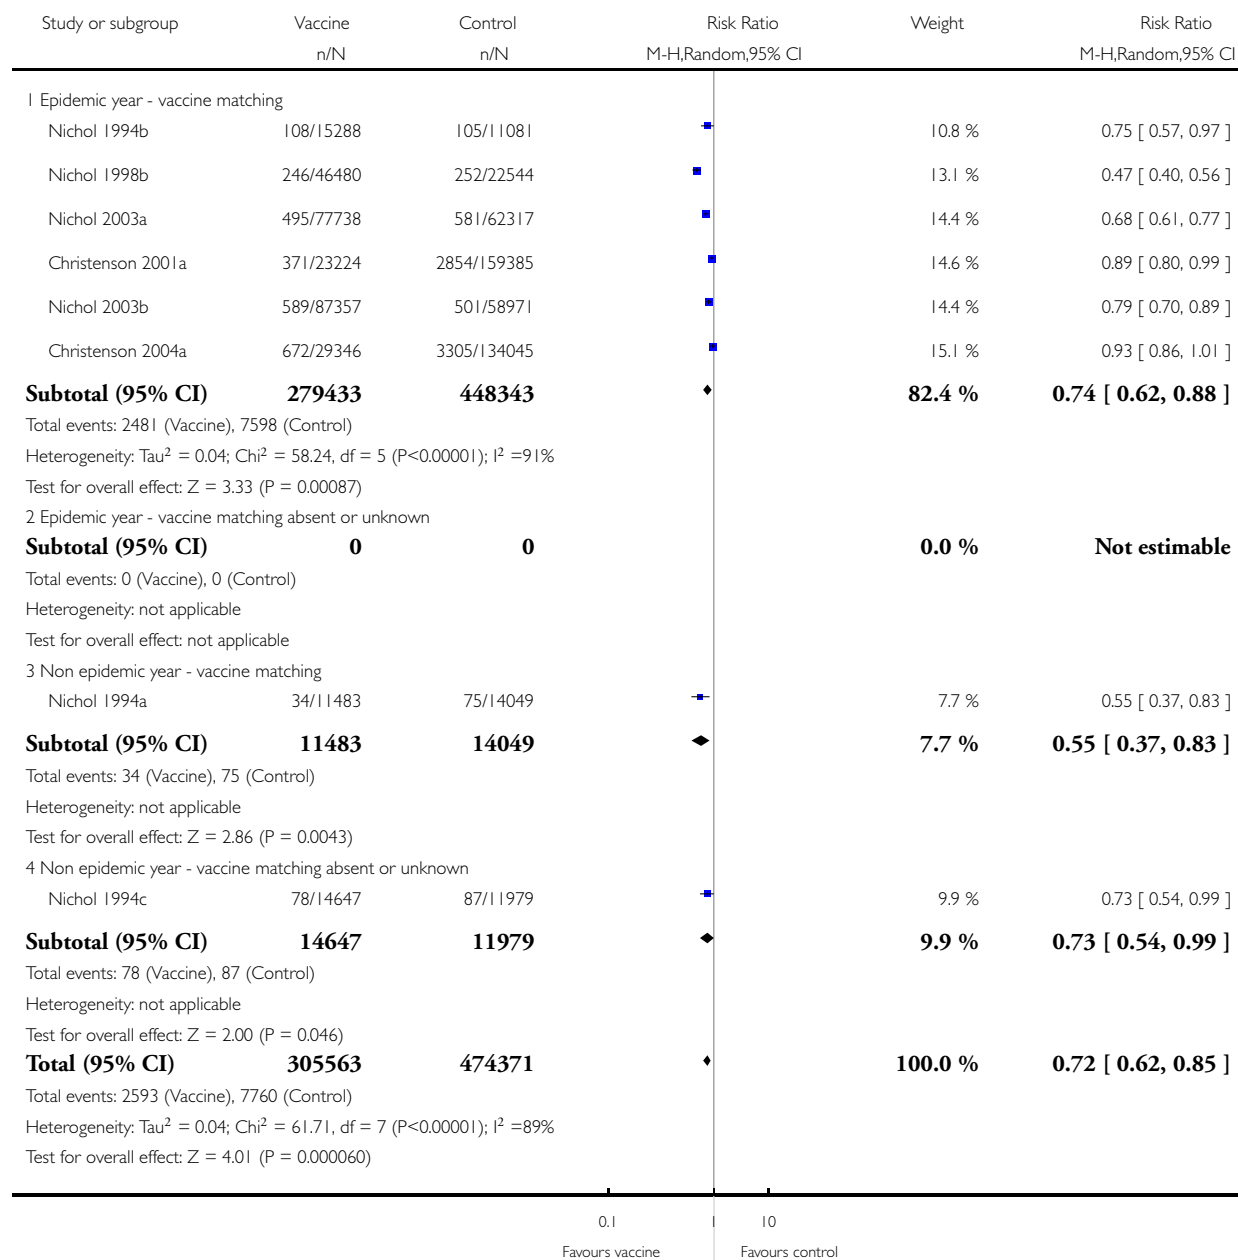 Study or subgroup Vaccine Control Risk Ratio Weight Risk Ratio
n/N n/N M-H,Random,95% CI M-H,Random,95% CI
1 Epidemic year - vaccine matching
Nichol 1994b 108/15288 105/11081 10.8 % 0.75 [ 0.57, 0.97 ]
Nichol 1998b 246/46480 252/22544 13.1 % 0.47 [ 0.40, 0.56 ]
Nichol 2003a 495/77738 581/62317 14.4 % 0.68 [ 0.61, 0.77 ]
Christenson 2001a 371/23224 2854/159385 14.6 % 0.89 [ 0.80, 0.99 ]
Nichol 2003b 589/87357 501/58971 14.4 % 0.79 [ 0.70, 0.89 ]
Christenson 2004a 672/29346 3305/134045 15.1 % 0.93 [ 0.86, 1.01 ]
Subtotal (95% CI) 279433 448343 82.4 % 0.74 [ 0.62, 0.88 ]
Total events: 2481 (Vaccine), 7598 (Control)
Heterogeneity: Tau² = 0.04; Chi² = 58.24, df = 5 (P<0.00001); I² =91%
Test for overall effect: Z = 3.33 (P = 0.00087)
2 Epidemic year - vaccine matching absent or unknown
Subtotal (95% CI) 0 0 0.0 % Not estimable
Total events: 0 (Vaccine), 0 (Control)
Heterogeneity: not applicable
Test for overall effect: not applicable
3 Non epidemic year - vaccine matching
Nichol 1994a 34/11483 75/14049 7.7 % 0.55 [ 0.37, 0.83 ]
Subtotal (95% CI) 11483 14049 7.7 % 0.55 [ 0.37, 0.83 ]
Total events: 34 (Vaccine), 75 (Control)
Heterogeneity: not applicable
Test for overall effect: Z = 2.86 (P = 0.0043)
4 Non epidemic year - vaccine matching absent or unknown
Nichol 1994c 78/14647 87/11979 9.9 % 0.73 [ 0.54, 0.99 ]
Subtotal (95% CI) 14647 11979 9.9 % 0.73 [ 0.54, 0.99 ]
Total events: 78 (Vaccine), 87 (Control)
Heterogeneity: not applicable
Test for overall effect: Z = 2.00 (P = 0.046)
Total (95% CI) 305563 474371 100.0 % 0.72 [ 0.62, 0.85 ]
Total events: 2593 (Vaccine), 7760 (Control)
Heterogeneity: Tau² = 0.04; Chi² = 61.71, df = 7 (P<0.00001); I² =89%
Test for overall effect: Z = 4.01 (P = 0.000060)
0.1 1 10
Favours vaccine Favours control